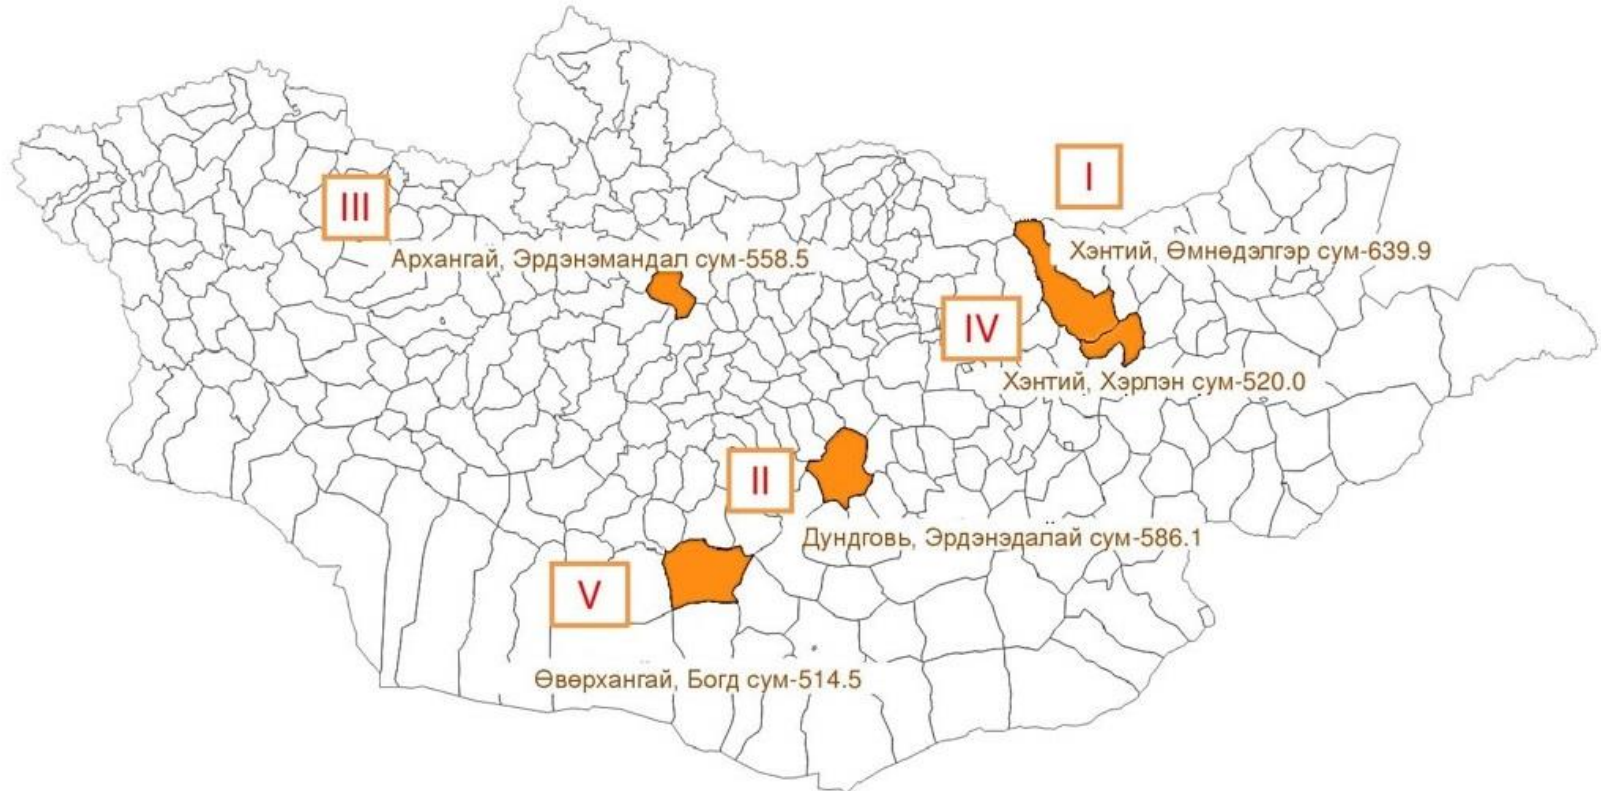 I
III
Архангай, Эрдэнэмандал сум-558.5
Хэнтий, Өмнөдэлгэр сум-639.9
IV
Хэнтий, Хэрлэн сум-520.0
II
Дундговь, Эрдэнэдалай сум-586.1
V
Өвөрхангай, Богд сум-514.5